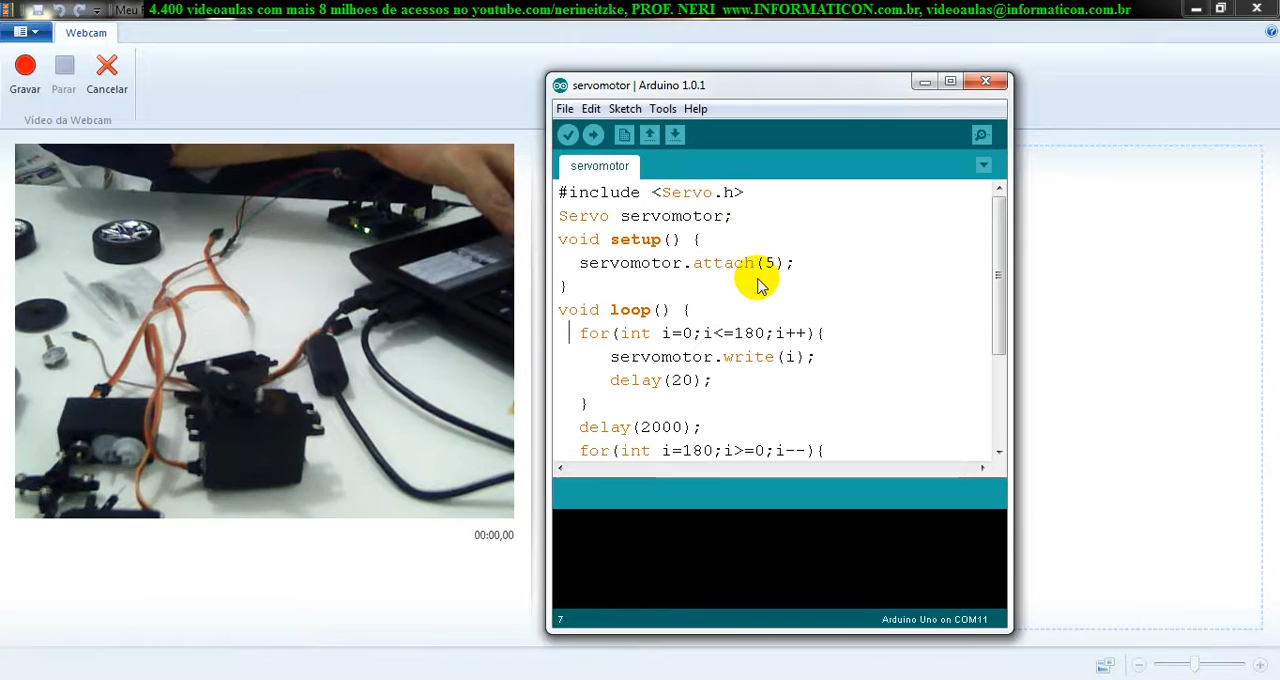 Meu
4.400 videoaulas com mais 8 milhoes de acessos no youtube.com/nerineitzke, PROF. NERI www.INFORMATICON.com.br, videoaulas@informaticon.com.br
Webcam
Gravar
Parar
Cancelar
Vídeo da Webcam
00:00,00
servomotor | Arduino 1.0.1
File Edit Sketch Tools Help
servomotor
#include <Servo.h>
Servo servomotor;
void setup() {
servomotor.attach(5);
}
void loop() {
for(int i=0;i<=180;i++){
servomotor.write(i);
delay(20);
}
delay(2000);
for(int i=180;i>=0;i--){
7
Arduino Uno on COM11